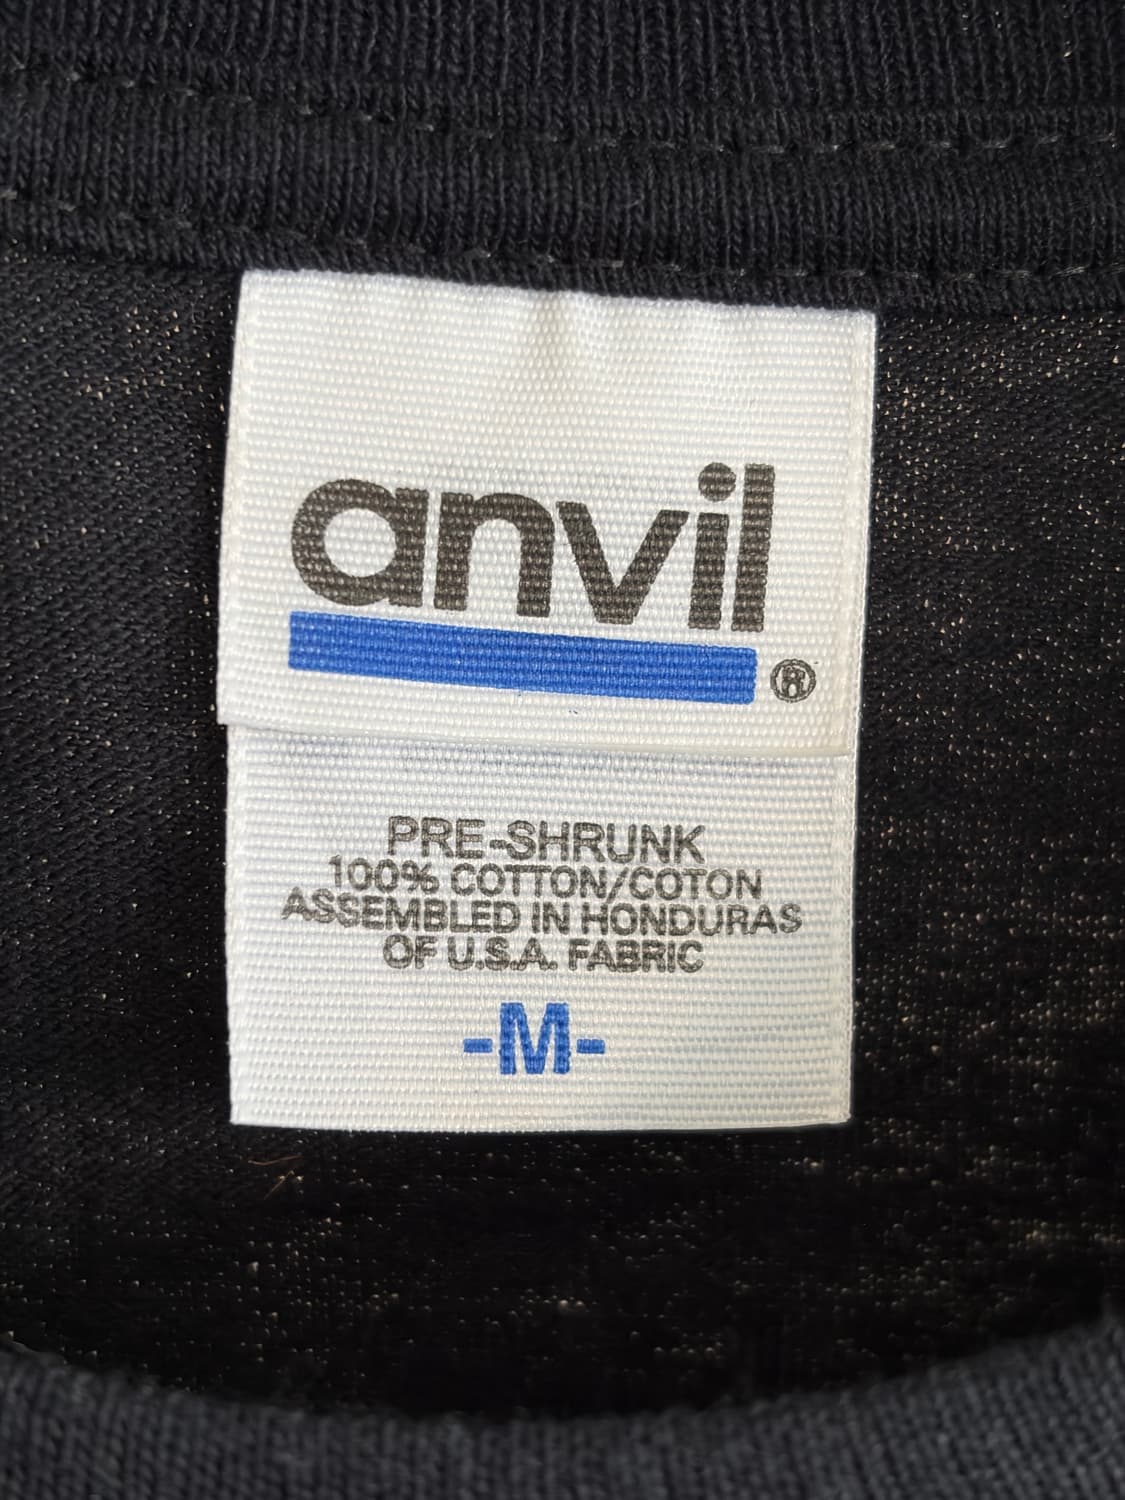 anvil
®
PRE-SHRUNK
100% COTTON/COTON
ASSEMBLED IN HONDURAS
OF U.S.A. FABRIC
-M-